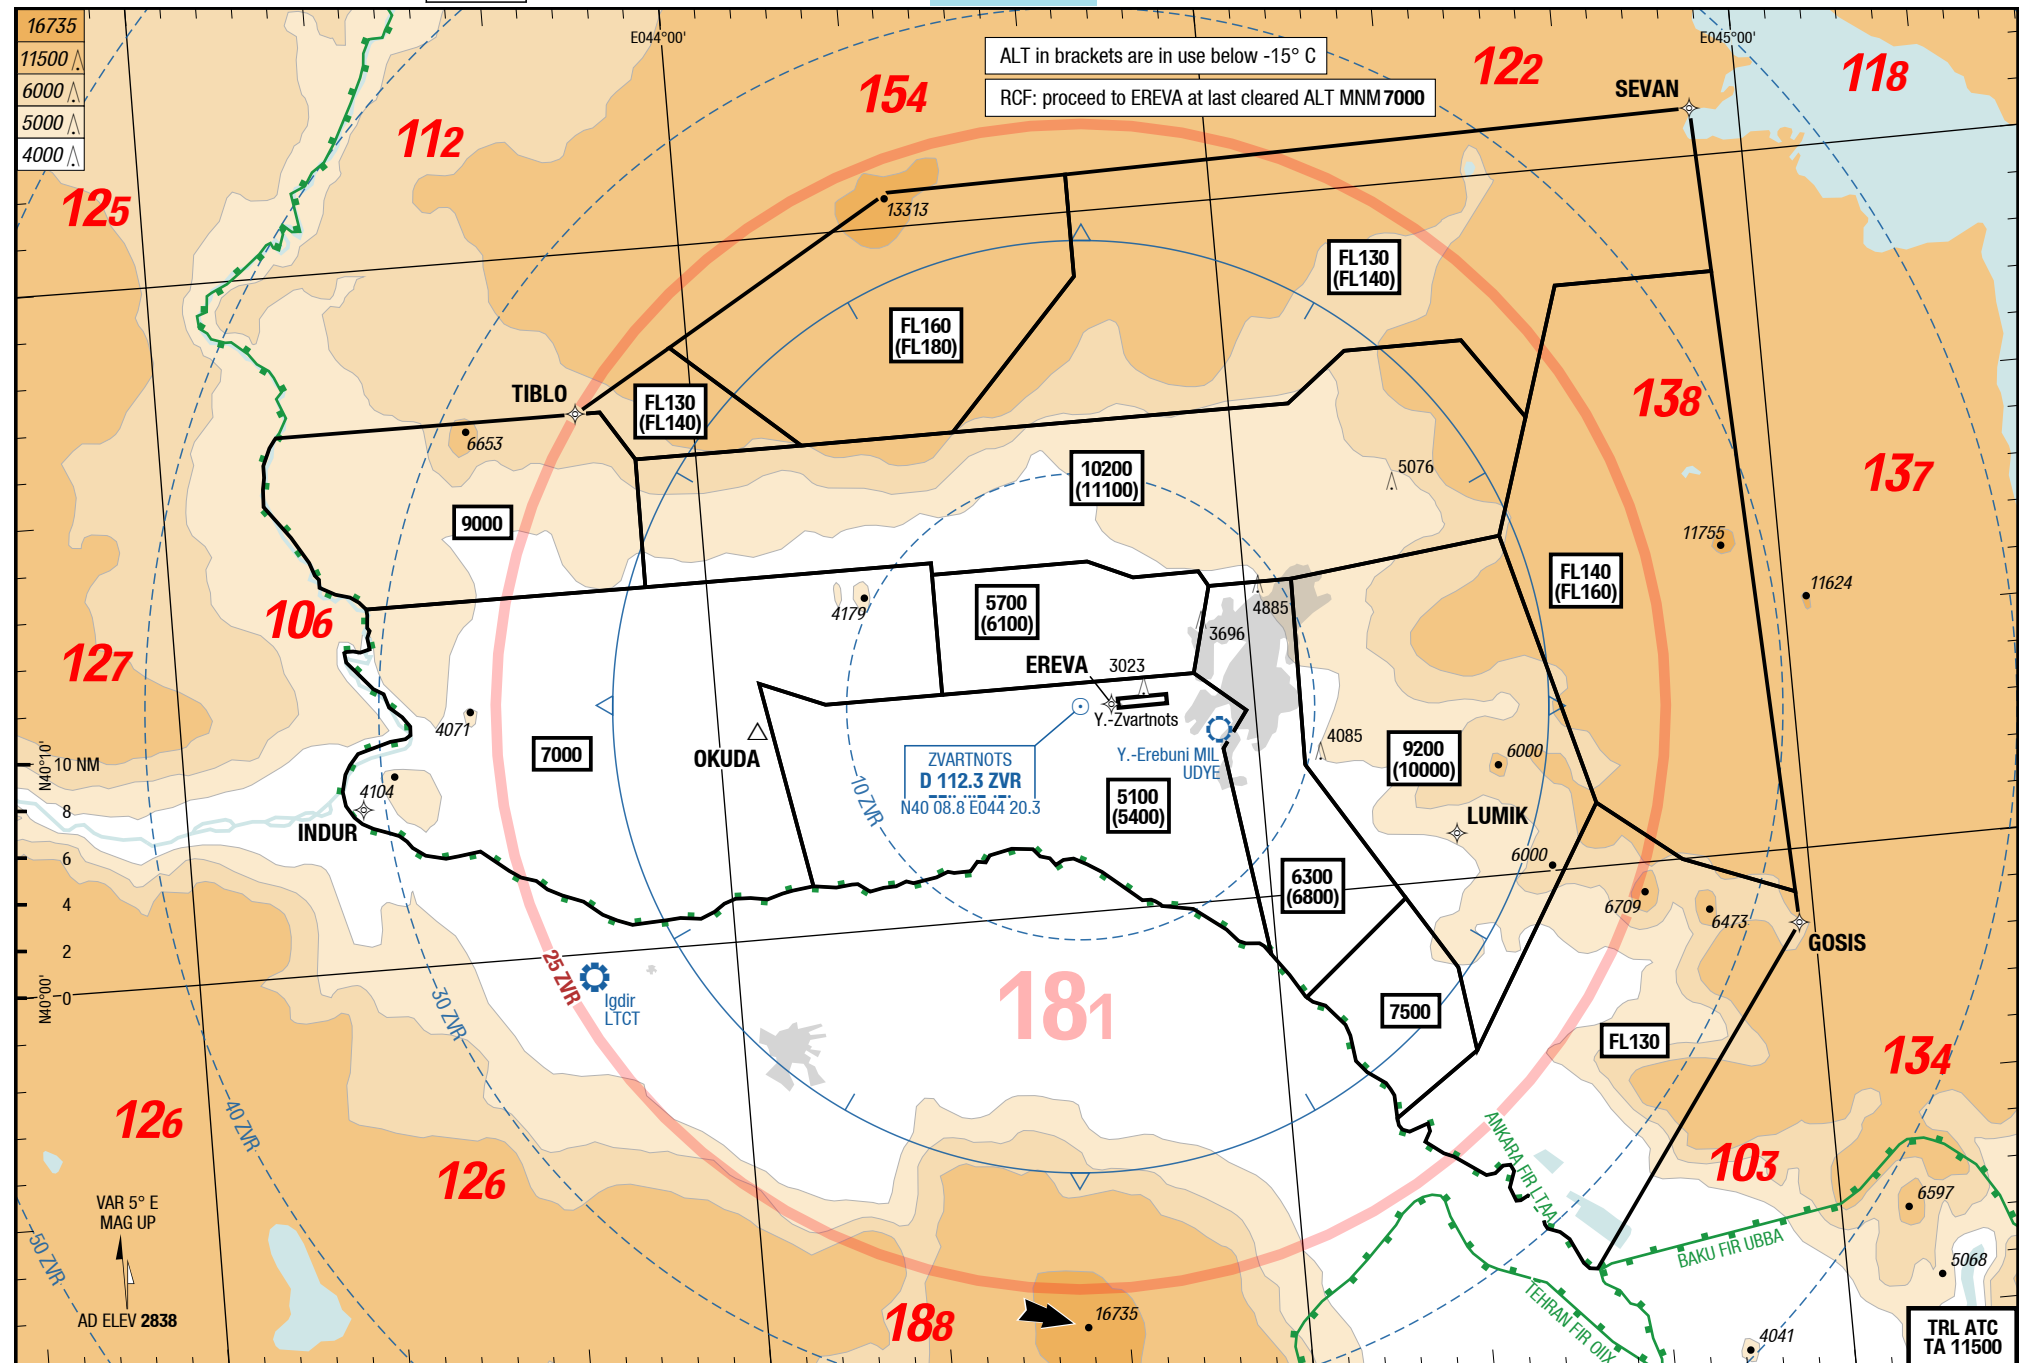 16735
11500
6000
5000
4000
E044°00'
E045°00'
ALT in brackets are in use below -15° C
RCF: proceed to EREVA at last cleared ALT MNM 7000
154
122
118
112
125
SEVAN
13313
FL130
(FL140)
FL160
(FL180)
TIBLO
FL130
(FL140)
138
6653
137
10200
(11100)
5076
9000
11755
FL140
(FL160)
11624
106
127
4179
5700
(6100)
4885
3696
EREVA
3023
Y.-Zvartnots
4071
7000
OKUDA
ZVARTNOTS
D 112.3 ZVR
N40 08.8 E044 20.3
Y.-Erebuni MIL
UDYE
4085
9200
(10000)
6000
N40°10'
10 NM
8
6
4
2
0
N40°00'
4104
INDUR
10 ZVR
5100
(5400)
LUMIK
6000
6300
(6800)
6709
6473
GOSIS
25 ZVR
Igdir
LTCT
30 ZVR
181
7500
FL130
134
126
40 ZVR
126
ANKARA FIR LTAA
103
VAR 5° E
MAG UP
50 ZVR
AD ELEV 2838
6597
BAKU FIR UBBA
5068
TEHRAN FIR OIIX
188
16735
4041
TRL ATC
TA 11500